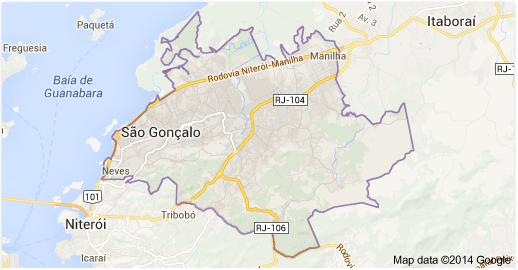 Paquetá
Rua 2
Av. 3
Itaboraí
Freguesia
Manilha
Rodovia Niterói-Manilha
RJ-1
Baía de
Guanabara
RJ-104
São Gonçalo
Neves
101
Niterói
Tribobó
RJ-106
Icaraí
Rodovia
Map data ©2014 Google